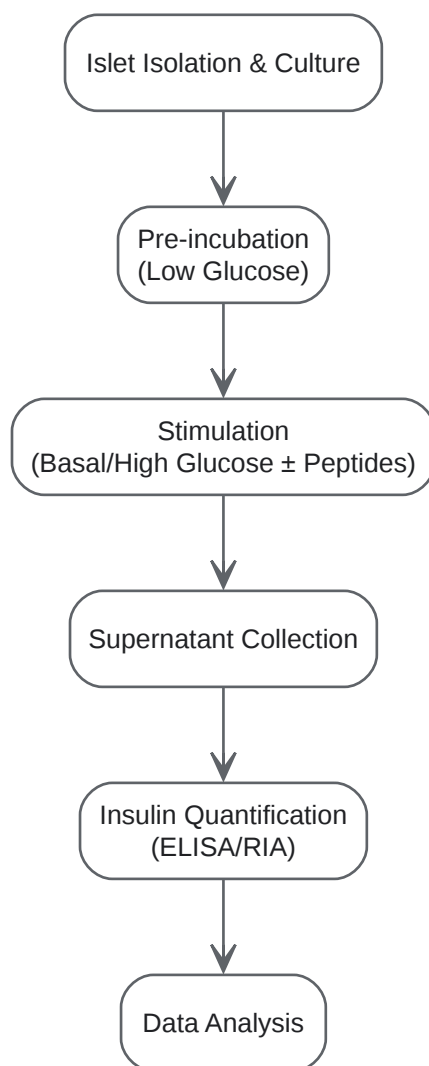 Islet Isolation & Culture
Pre-incubation
(Low Glucose)
Stimulation
(Basal/High Glucose ± Peptides)
Supernatant Collection
Insulin Quantification
(ELISA/RIA)
Data Analysis